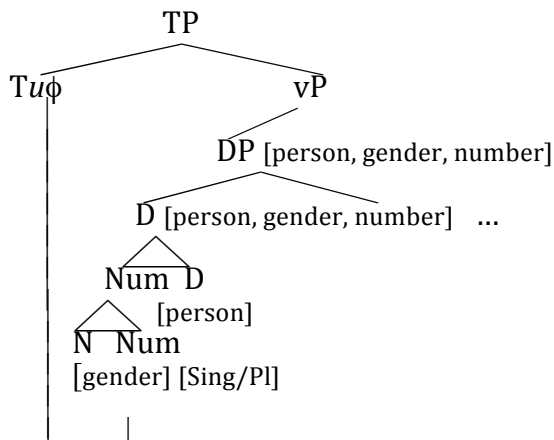 TP
Tuϕ vP
DP [person, gender, number]
D [person, gender, number] ...
Num D
[person]
N Num
[gender] [Sing/Pl]